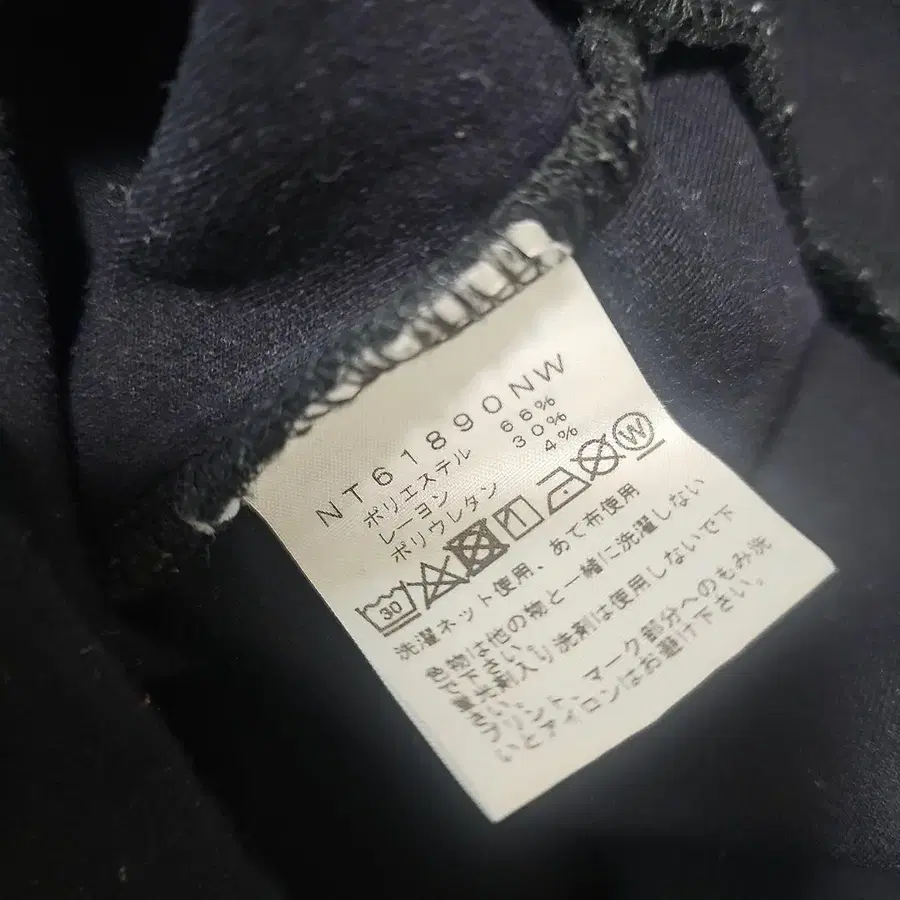 NT61890NW
ポリエステル 66%
レーヨン 30%
ポリウレタン 4%
30 W
洗濯ネット使用、あて布使用
色物は他の物と一緒に洗濯しない
で下さい。
蛍光剤入り洗剤は使用しないで下
さい。
プリント、マーク部分へのもみ洗
いとアイロンはお避け下さい。